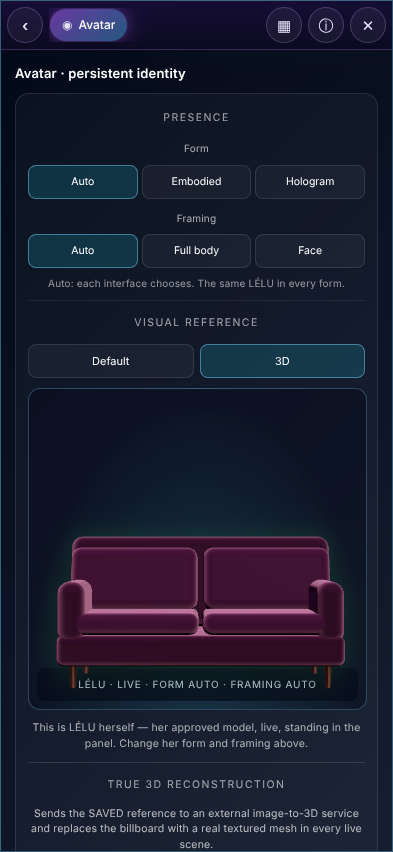 Avatar
Avatar · persistent identity
PRESENCE
Form
Auto Embodied Hologram
Framing
Auto Full body Face
Auto: each interface chooses. The same LÉLU in every form.
VISUAL REFERENCE
Default 3D
LÉLU · LIVE · FORM AUTO · FRAMING AUTO
This is LÉLU herself — her approved model, live, standing in the
panel. Change her form and framing above.
TRUE 3D RECONSTRUCTION
Sends the SAVED reference to an external image-to-3D service
and replaces the billboard with a real textured mesh in every live
scene.